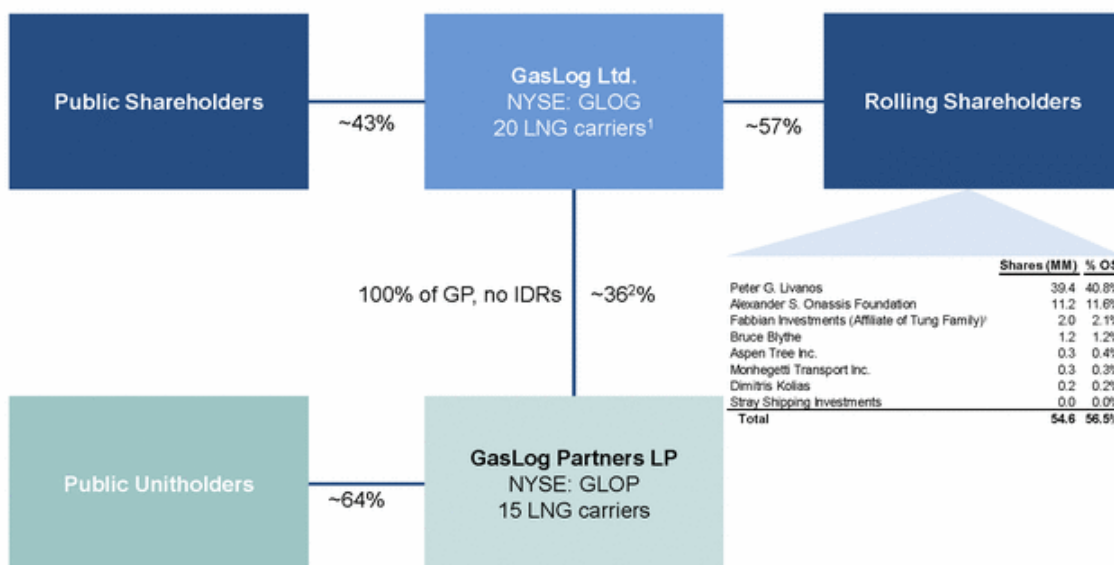 Public Shareholders
~43%
GasLog Ltd.
NYSE: GLOG
20 LNG carriers¹
~57%
Rolling Shareholders
100% of GP, no IDRs
~36²%
Shares (MM) % OS
Peter G. Livanos 39.4 40.8%
Alexander S. Onassis Foundation 11.2 11.6%
Fabbian Investments (Affiliate of Tung Family) 2.0 2.1%
Bruce Blythe 1.2 1.2%
Aspen Tree Inc. 0.3 0.4%
Monhegetti Transport Inc. 0.3 0.3%
Dimitris Kolias 0.2 0.2%
Stray Shipping Investments 0.0 0.0%
Total 54.6 56.5%
Public Unitholders
~64%
GasLog Partners LP
NYSE: GLOP
15 LNG carriers